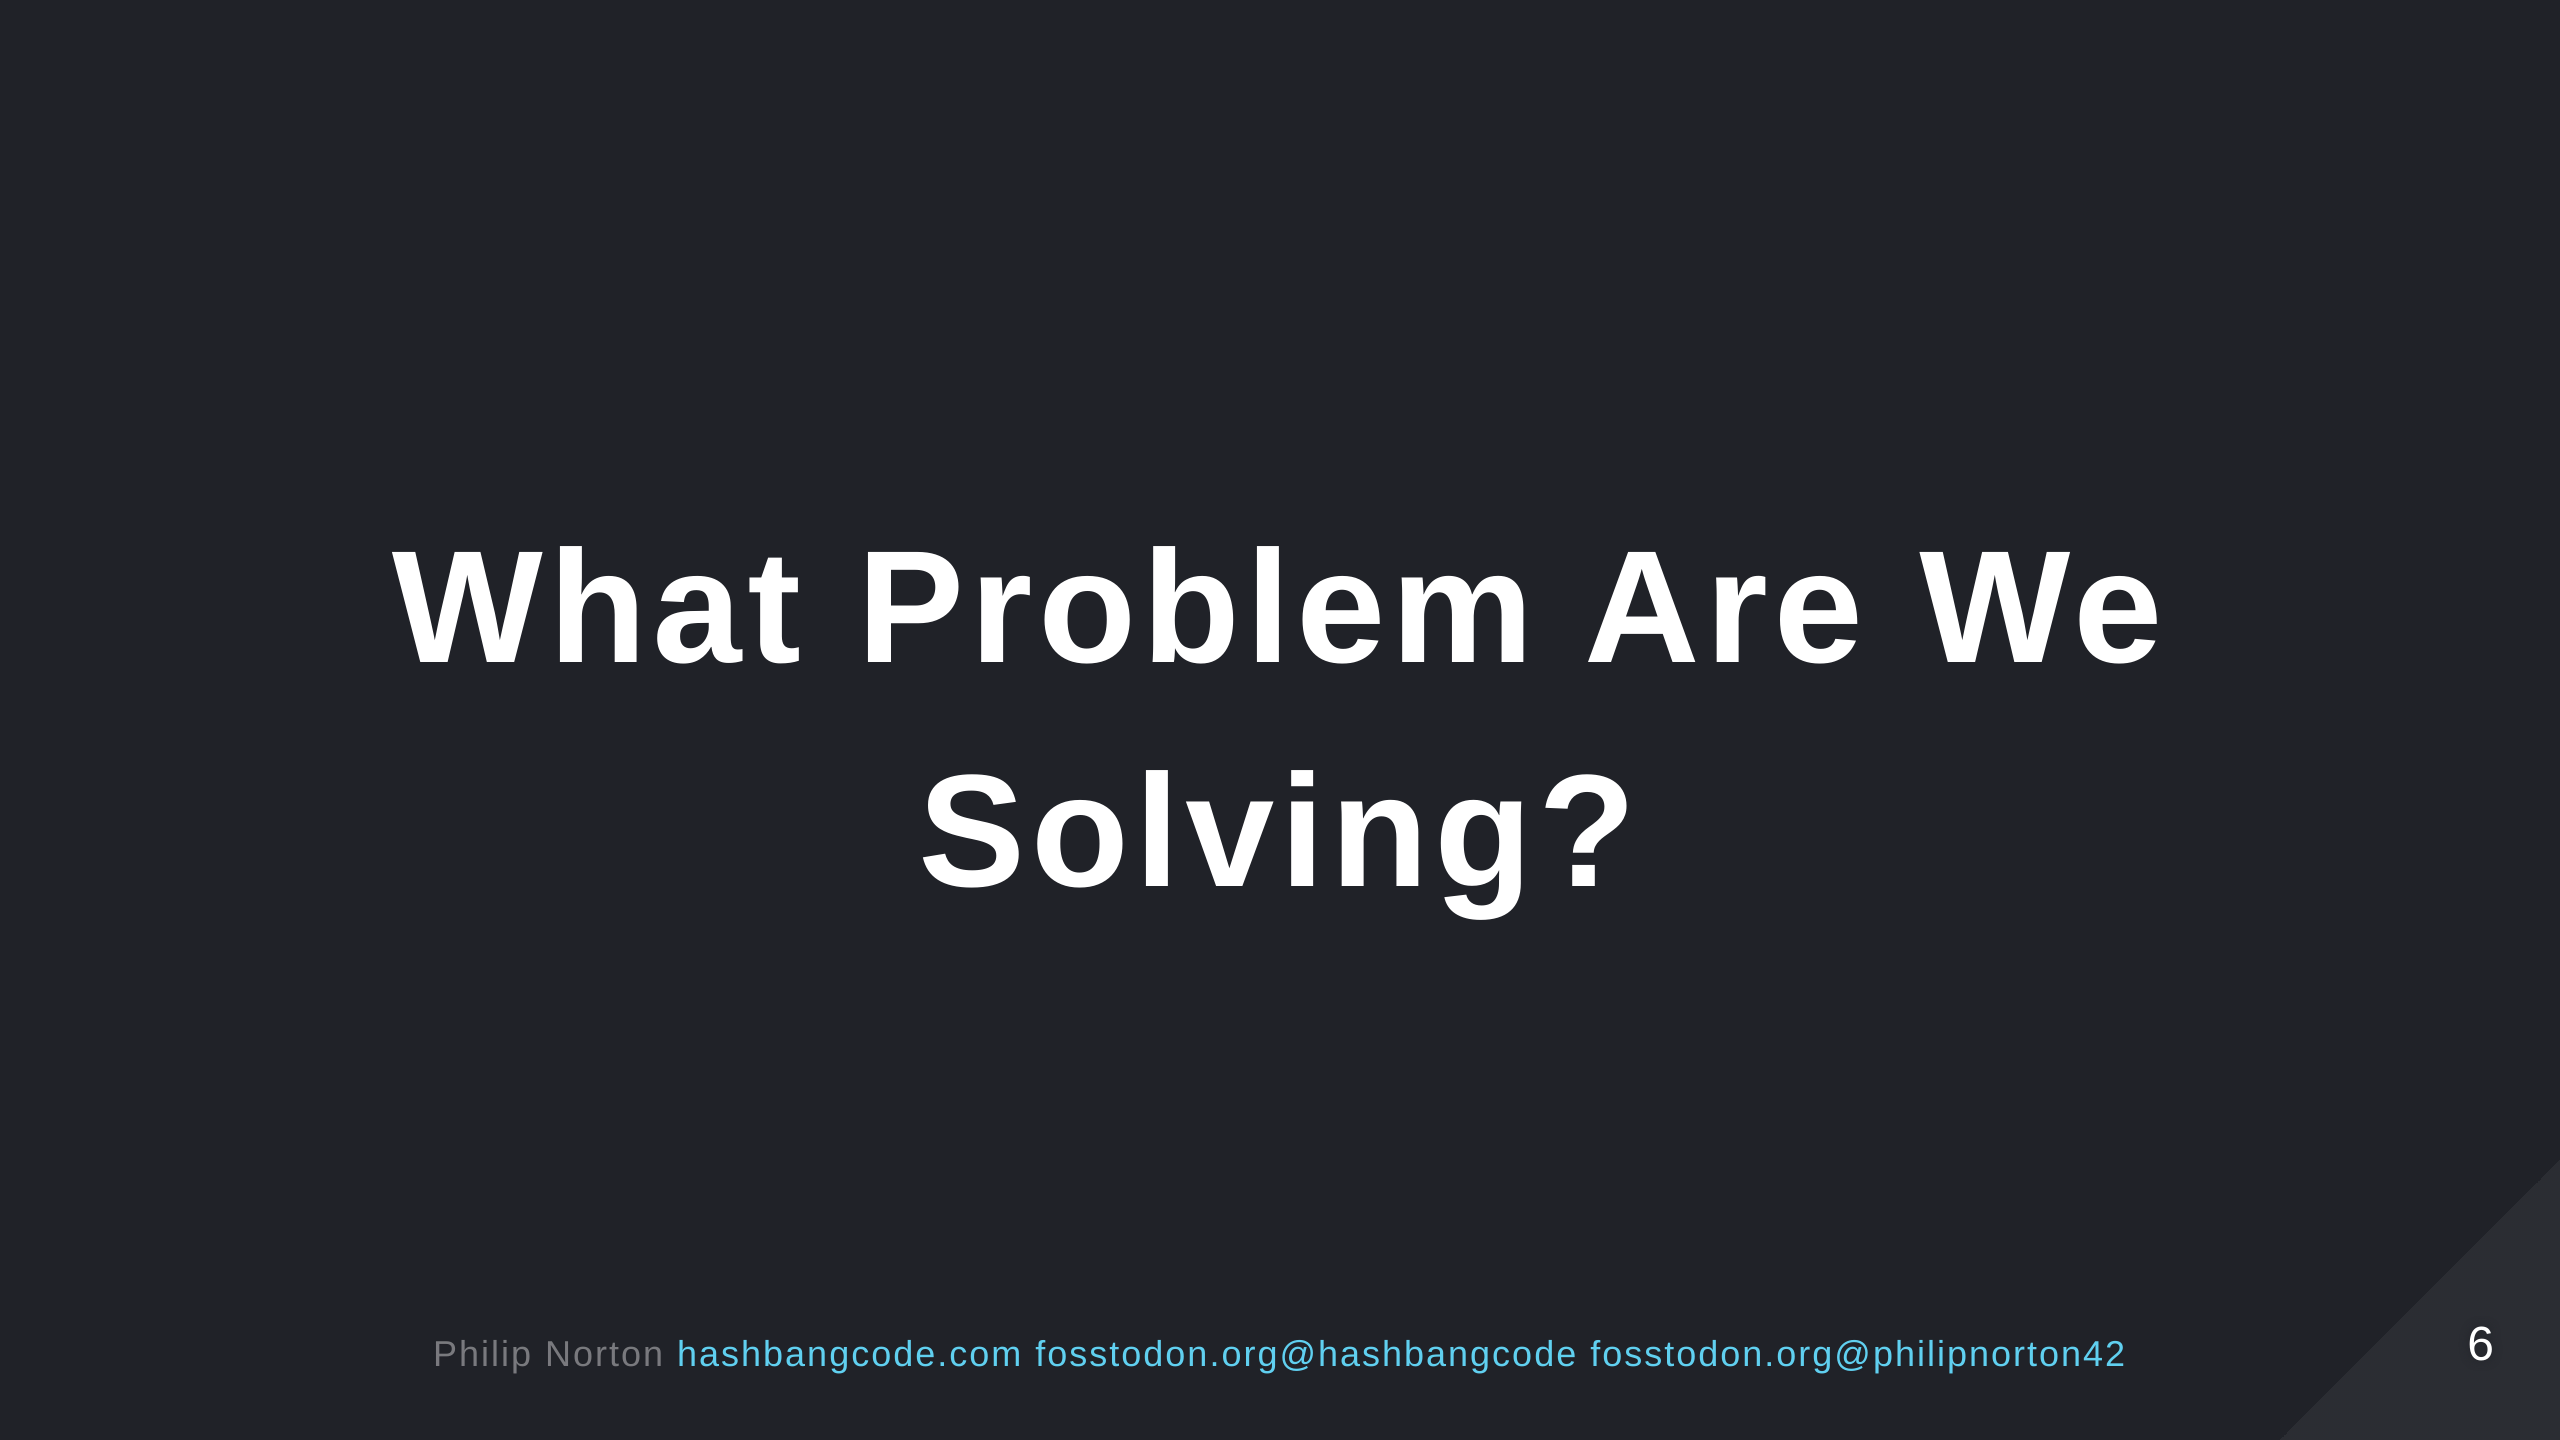 What Problem Are We
Solving?
Philip Norton hashbangcode.com fosstodon.org@hashbangcode fosstodon.org@philipnorton42
6